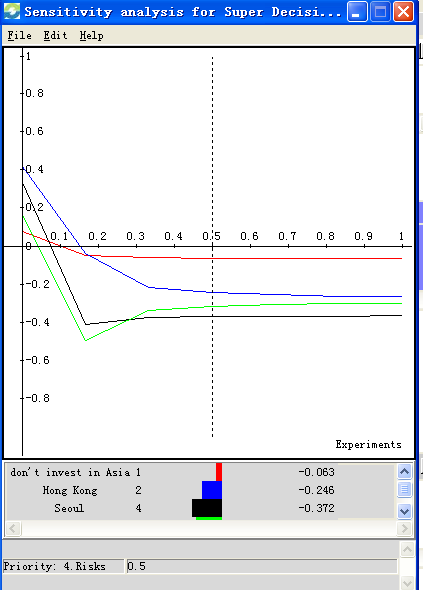 Sensitivity analysis for Super Decisi...
File Edit Help
1
0.8
0.6
0.4
0.2
0.1 0.2 0.3 0.4 0.5 0.6 0.7 0.8 0.9 1
0
-0.2
-0.4
-0.6
-0.8
Experiments
don't invest in Asia 1 -0.063
Hong Kong 2 -0.246
Seoul 4 -0.372
Priority: 4.Risks 0.5